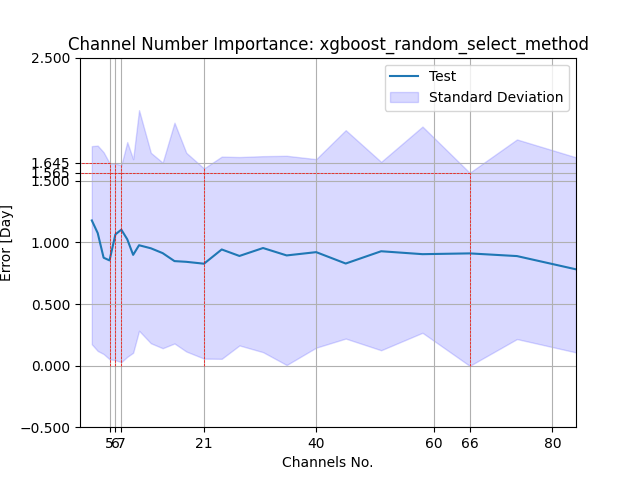 Channel Number Importance: xgboost_random_select_method
2.500
Test
Standard Deviation
1.645
1.565
1.500
1.000
0.500
0.000
-0.500
Error [Day]
5 6 7 21 40 60 66 80
Channels No.